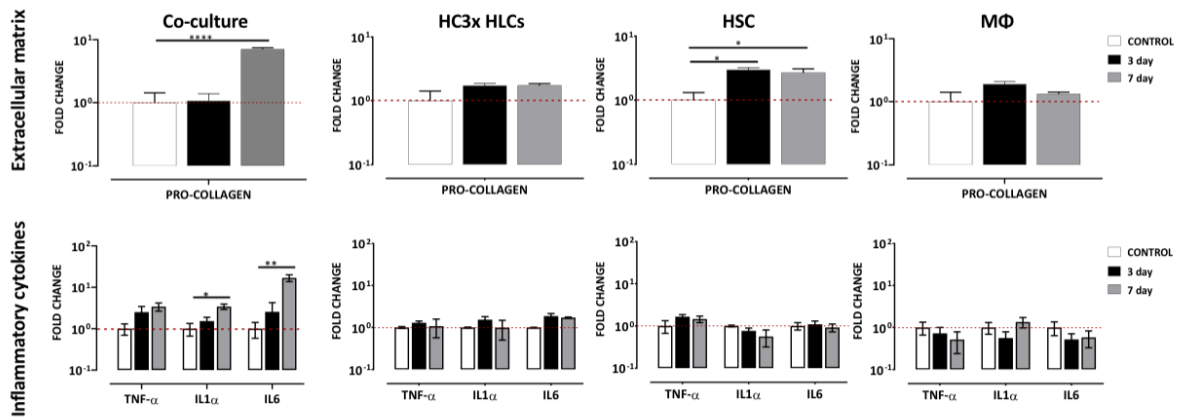 Co-culture
HC3x HLCs
HSC
MΦ
Extracellular matrix
FOLD CHANGE
10¹
10⁰
10⁻¹
****
PRO-COLLAGEN
FOLD CHANGE
10¹
10⁰
10⁻¹
PRO-COLLAGEN
FOLD CHANGE
10¹
10⁰
10⁻¹
*
*
PRO-COLLAGEN
FOLD CHANGE
10¹
10⁰
10⁻¹
PRO-COLLAGEN
CONTROL
3 day
7 day
Inflammatory cytokines
FOLD CHANGE
10²
10¹
10⁰
10⁻¹
*
**
TNF-α IL1α IL6
FOLD CHANGE
10²
10¹
10⁰
10⁻¹
TNF-α IL1α IL6
FOLD CHANGE
10²
10¹
10⁰
10⁻¹
TNF-α IL1α IL6
FOLD CHANGE
10²
10¹
10⁰
10⁻¹
TNF-α IL1α IL6
CONTROL
3 day
7 day